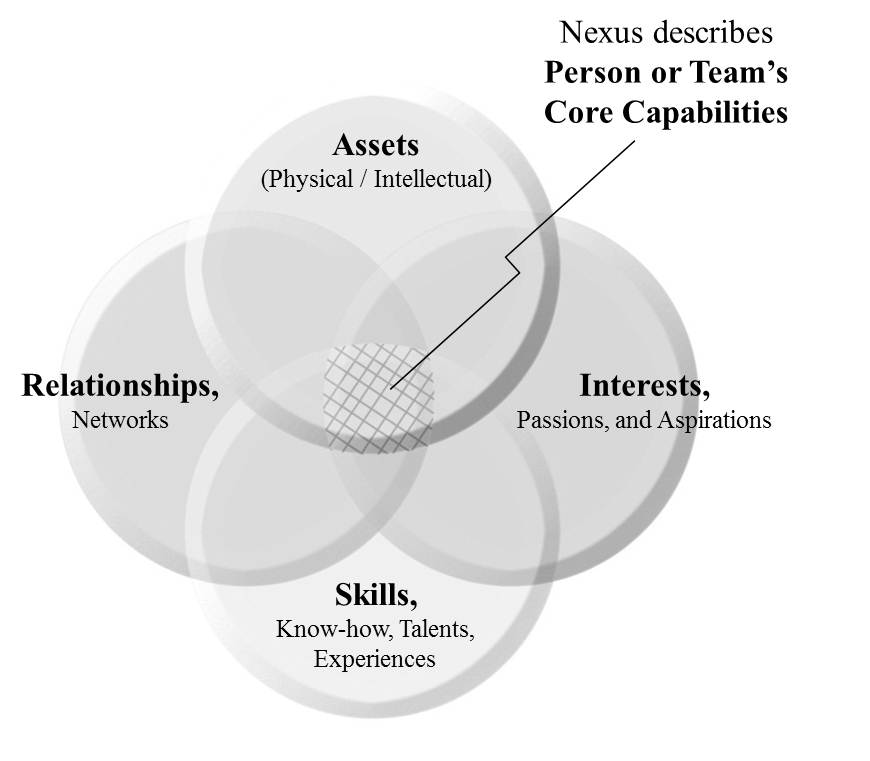 Nexus describes
Person or Team’s
Core Capabilities
Assets
(Physical / Intellectual)
Relationships,
Networks
Interests,
Passions, and Aspirations
Skills,
Know-how, Talents,
Experiences